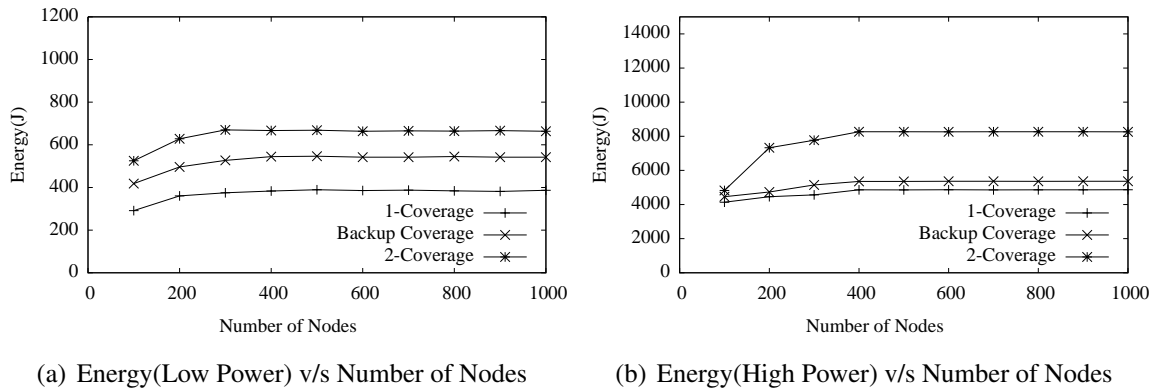 1200
1000
800
600
400
200
0
Energy(J)
1-Coverage
Backup Coverage
2-Coverage
0 200 400 600 800 1000
Number of Nodes
(a) Energy(Low Power) v/s Number of Nodes
14000
12000
10000
8000
6000
4000
2000
0
Energy(J)
1-Coverage
Backup Coverage
2-Coverage
0 200 400 600 800 1000
Number of Nodes
(b) Energy(High Power) v/s Number of Nodes